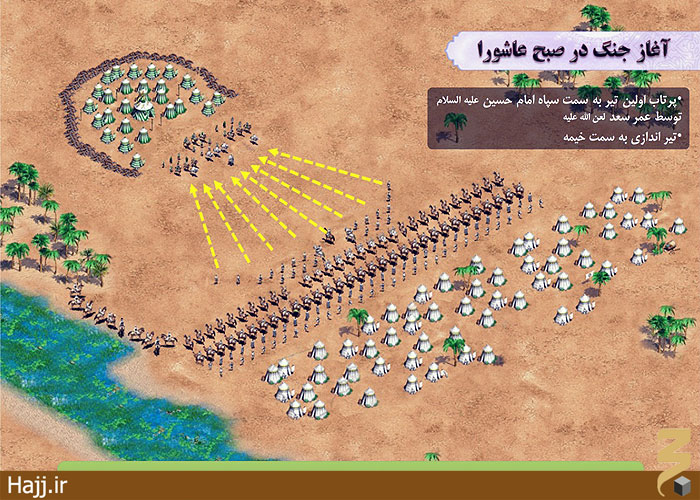 آغاز جنگ در صبح عاشورا
•پرتاب اولین تیر به سمت سپاه امام حسین علیه السلام
توسط عمر سعد لعن الله علیه
•تیر اندازی به سمت خیمه
Hajj.ir